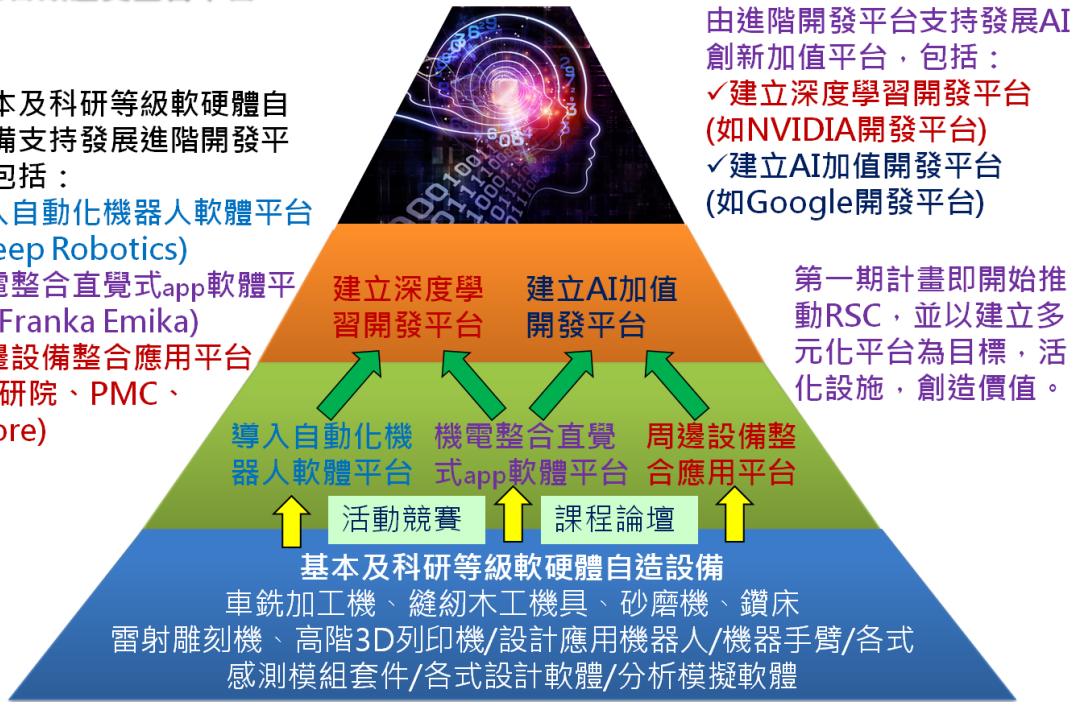 由進階開發平台支持發展AI
創新加值平台，包括：
✓建立深度學習開發平台
(如NVIDIA開發平台)
✓建立AI加值開發平台
(如Google開發平台)
本及科研等級軟硬體自
備支持發展進階開發平
包括：
自動化機器人軟體平台
eep Robotics)
電整合直覺式app軟體平
Franka Emika)
邊設備整合應用平台
研院、PMC、
ore)
第一期計畫即開始推
動RSC，並以建立多
元化平台為目標，活
化設施，創造價值。
建立深度學
習開發平台
建立AI加值
開發平台
導入自動化機
器人軟體平台
機電整合直覺
式app軟體平台
周邊設備整
合應用平台
活動競賽
課程論壇
基本及科研等級軟硬體自造設備
車銑加工機、縫紉木工機具、砂磨機、鑽床
雷射雕刻機、高階3D列印機/設計應用機器人/機器手臂/各式
感測模組套件/各式設計軟體/分析模擬軟體